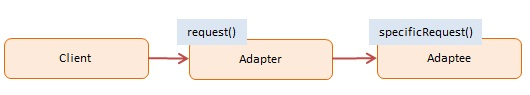 request()
specificRequest()
Client
Adapter
Adaptee